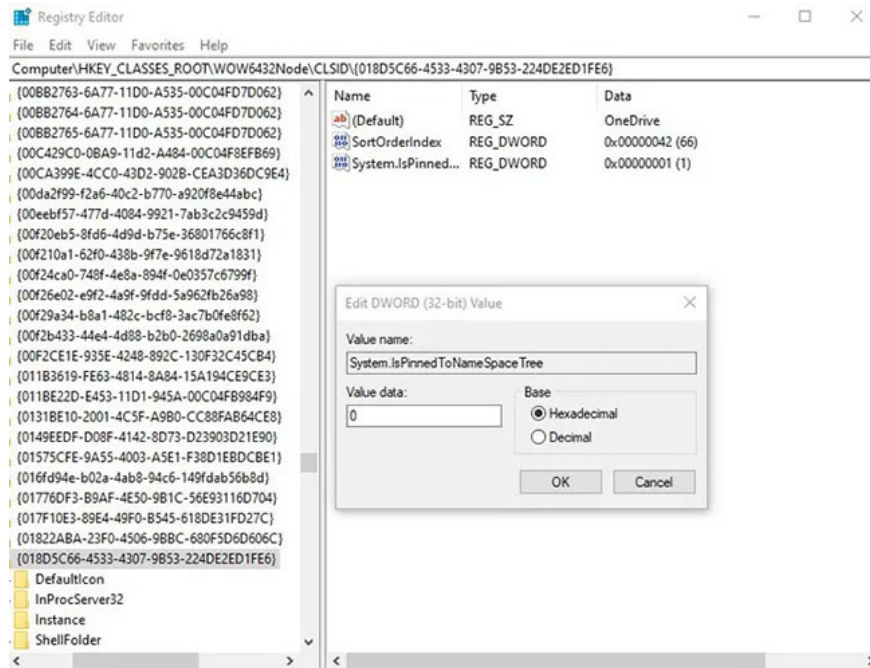 Registry Editor
File Edit View Favorites Help
Computer\HKEY_CLASSES_ROOT\WOW6432Node\CLSID\{018D5C66-4533-4307-9B53-224DE2ED1FE6}
{00BB2763-6A77-11D0-A535-00C04FD7D062}
{00BB2764-6A77-11D0-A535-00C04FD7D062}
{00BB2765-6A77-11D0-A535-00C04FD7D062}
{00C429C0-0BA9-11d2-A484-00C04F8EFB69}
{00CA399E-4CC0-43D2-902B-CEA3D36DC9E4}
{00da2f99-f2a6-40c2-b770-a920f8e44abc}
{00eebf57-477d-4084-9921-7ab3c2c9459d}
{00f20eb5-8fd6-4d9d-b75e-36801766c8f1}
{00f210a1-62f0-438b-9f7e-9618d72a1831}
{00f24ca0-748f-4e8a-894f-0e0357c6799f}
{00f26e02-e9f2-4a9f-9fdd-5a962fb26a98}
{00f29a34-b8a1-482c-bcf8-3ac7b0fe8f62}
{00f2b433-44e4-4d88-b2b0-2698a0a91dba}
{00F2CE1E-935E-4248-892C-130F32C45CB4}
{011B3619-FE63-4814-8A84-15A194CE9CE3}
{011BE22D-E453-11D1-945A-00C04FB984F9}
{0131BE10-2001-4C5F-A9B0-CC88FAB64CE8}
{0149EEDF-D08F-4142-8D73-D23903D21E90}
{01575CFE-9A55-4003-A5E1-F38D1EBDCBE1}
{016fd94e-b02a-4ab8-94c6-149fdab56b8d}
{01776DF3-B9AF-4E50-9B1C-56E93116D704}
{017F10E3-89E4-49F0-B545-618DE31FD27C}
{01822ABA-23F0-4506-9BBC-680F5D6D606C}
{018D5C66-4533-4307-9B53-224DE2ED1FE6}
DefaultIcon
InProcServer32
Instance
ShellFolder
Name Type Data
(Default) REG_SZ OneDrive
SortOrderIndex REG_DWORD 0x00000042 (66)
System.IsPinned... REG_DWORD 0x00000001 (1)
Edit DWORD (32-bit) Value
Value name:
System.IsPinnedToNameSpaceTree
Value data:
0
Base
Hexadecimal
Decimal
OK Cancel